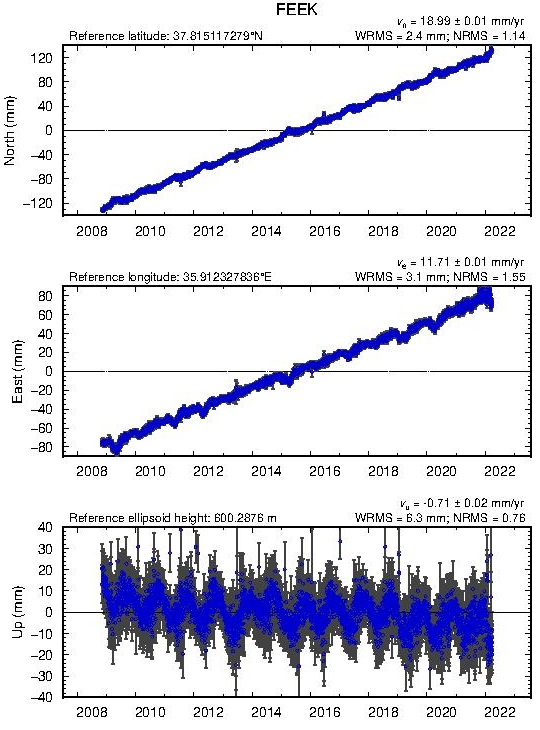 FEEK
vn = 18.99 ± 0.01 mm/yr
Reference latitude: 37.815117279°N WRMS = 2.4 mm; NRMS = 1.14
120
80
40
0
−40
−80
−120
North (mm)
2008 2010 2012 2014 2016 2018 2020 2022
ve = 11.71 ± 0.01 mm/yr
Reference longitude: 35.912327836°E WRMS = 3.1 mm; NRMS = 1.55
80
60
40
20
0
−20
−40
−60
−80
East (mm)
2008 2010 2012 2014 2016 2018 2020 2022
vu = -0.71 ± 0.02 mm/yr
Reference ellipsoid height: 600.2876 m WRMS = 6.3 mm; NRMS = 0.76
40
30
20
10
0
−10
−20
−30
−40
Up (mm)
2008 2010 2012 2014 2016 2018 2020 2022